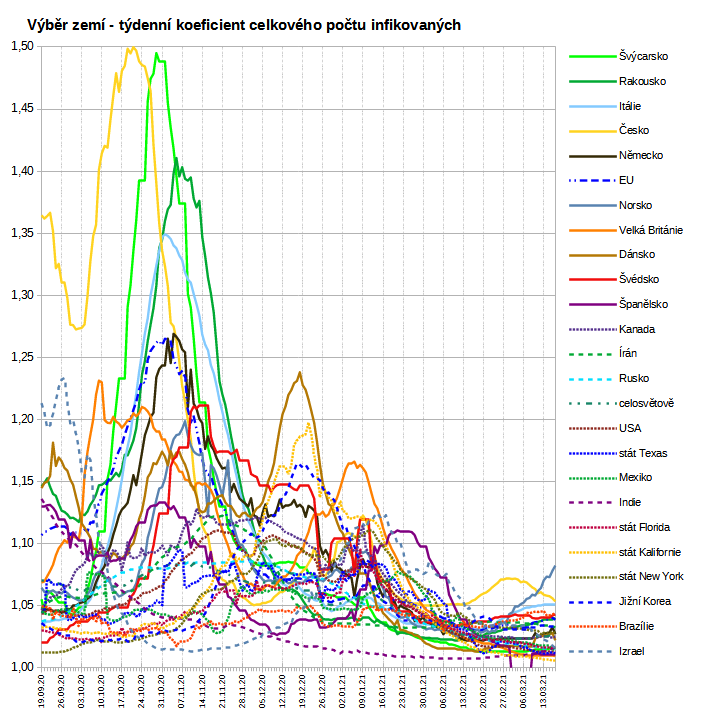 Výběr zemí - týdenní koeficient celkového počtu infikovaných
1,50
1,45
1,40
1,35
1,30
1,25
1,20
1,15
1,10
1,05
1,00
19.09.20
26.09.20
03.10.20
10.10.20
17.10.20
24.10.20
31.10.20
07.11.20
14.11.20
21.11.20
28.11.20
05.12.20
12.12.20
19.12.20
26.12.20
02.01.21
09.01.21
16.01.21
23.01.21
30.01.21
06.02.21
13.02.21
20.02.21
27.02.21
06.03.21
13.03.21
Švýcarsko
Rakousko
Itálie
Česko
Německo
EU
Norsko
Velká Británie
Dánsko
Švédsko
Španělsko
Kanada
Írán
Rusko
celosvětově
USA
stát Texas
Mexiko
Indie
stát Florida
stát Kalifornie
stát New York
Jižní Korea
Brazílie
Izrael